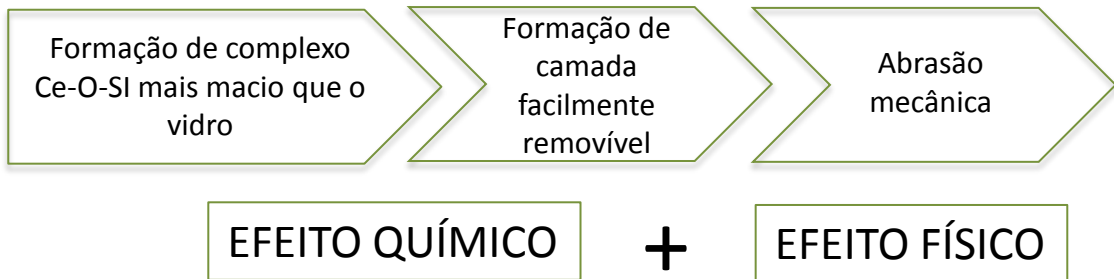 Formação de complexo
Ce-O-SI mais macio que o
vidro
Formação de
camada
facilmente
removível
Abrasão
mecânica
EFEITO QUÍMICO + EFEITO FÍSICO